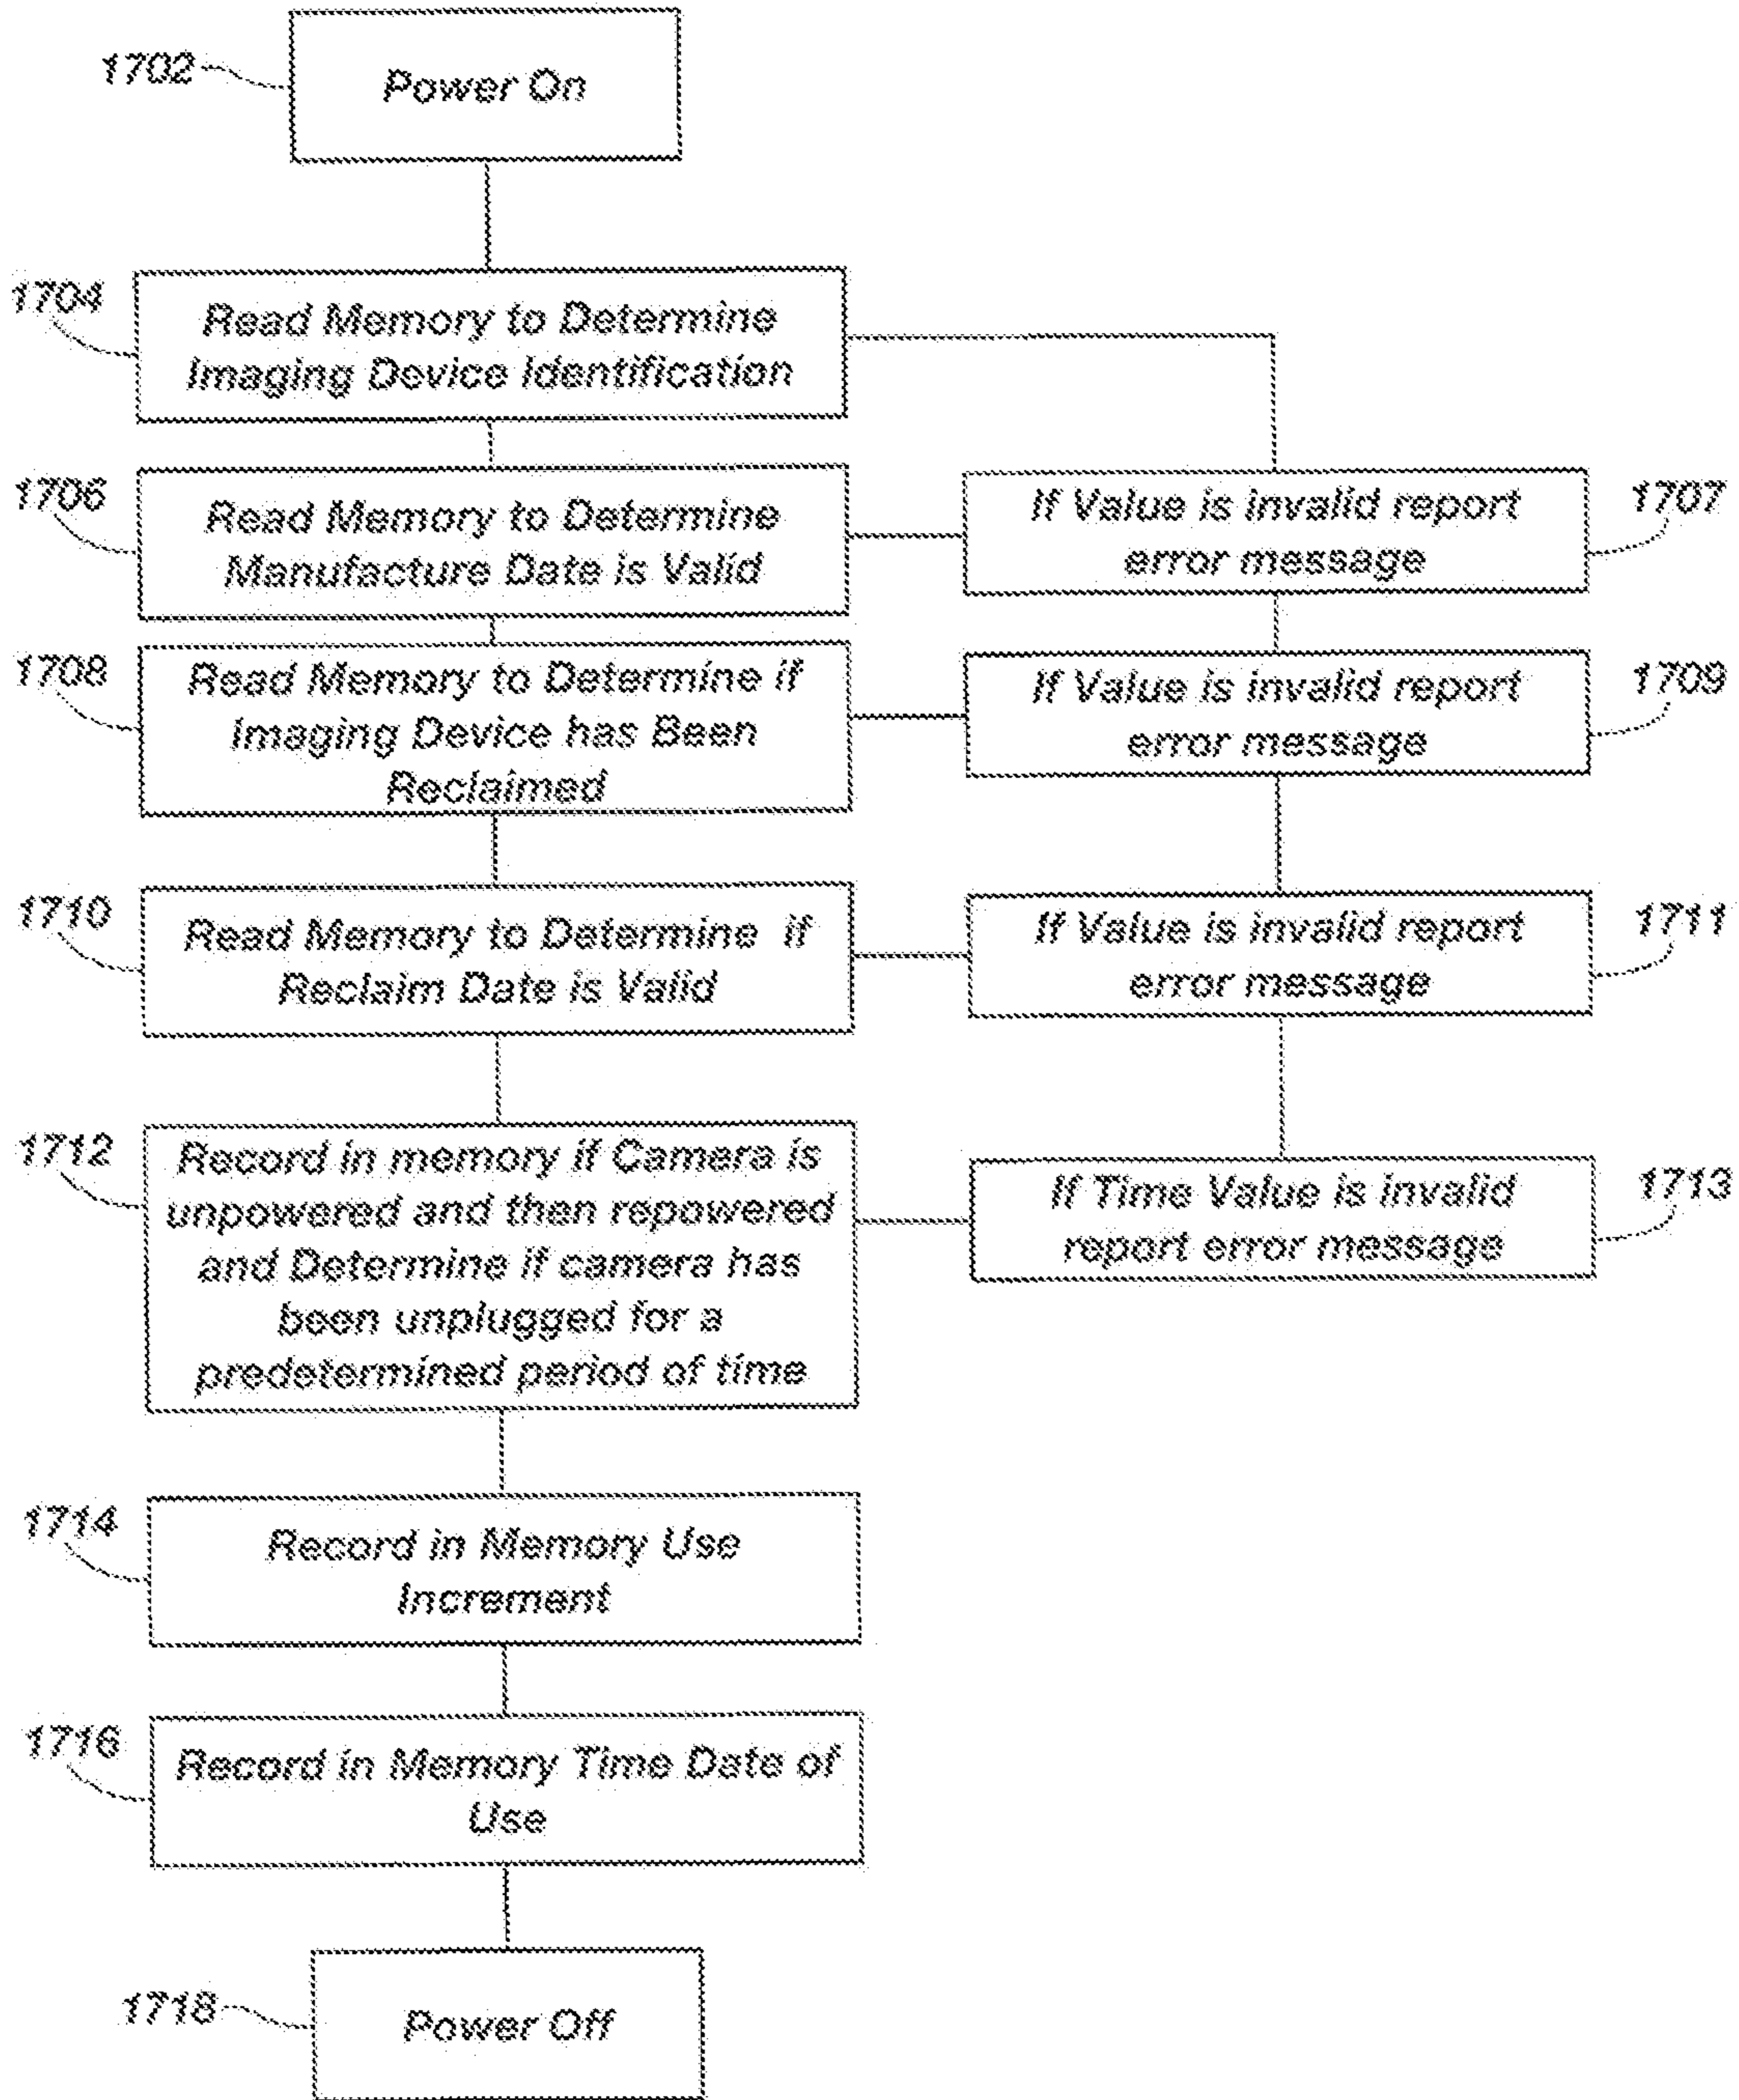 1702
Power On
1704
Read Memory to Determine
Imaging Device Identification
1706
Read Memory to Determine
Manufacture Date is Valid
If Value is invalid report
error message
1707
1708
Read Memory to Determine if
Imaging Device has Been
Reclaimed
If Value is invalid report
error message
1709
1710
Read Memory to Determine if
Reclaim Date is Valid
If Value is invalid report
error message
1711
1712
Record in memory if Camera is
unpowered and then repowered
and Determine if camera has
been unplugged for a
predetermined period of time
If Time Value is invalid
report error message
1713
1714
Record in Memory Use
Increment
1716
Record in Memory Time Date of
Use
1718
Power Off